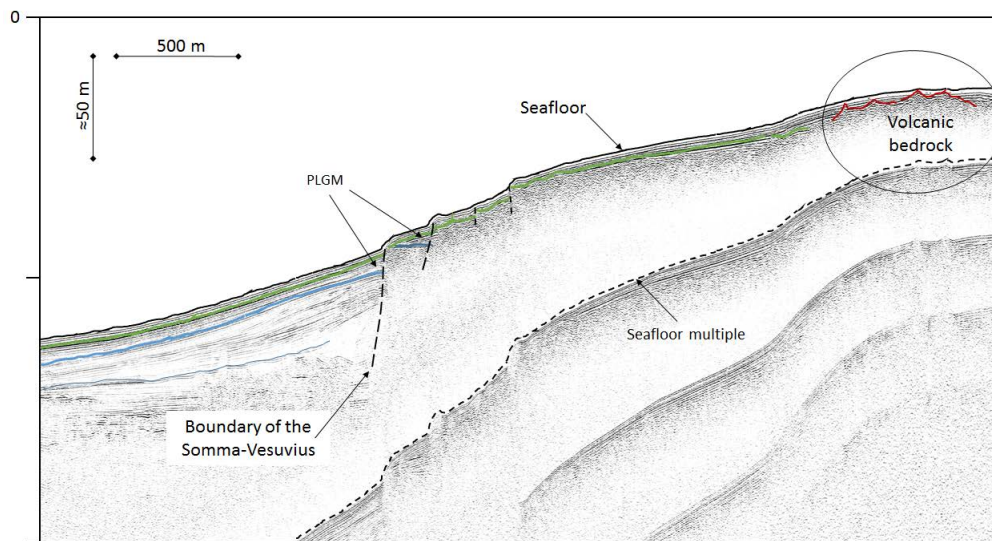 0
500 m
≈50 m
Seafloor
Volcanic
bedrock
PLGM
Seafloor multiple
Boundary of the
Somma-Vesuvius